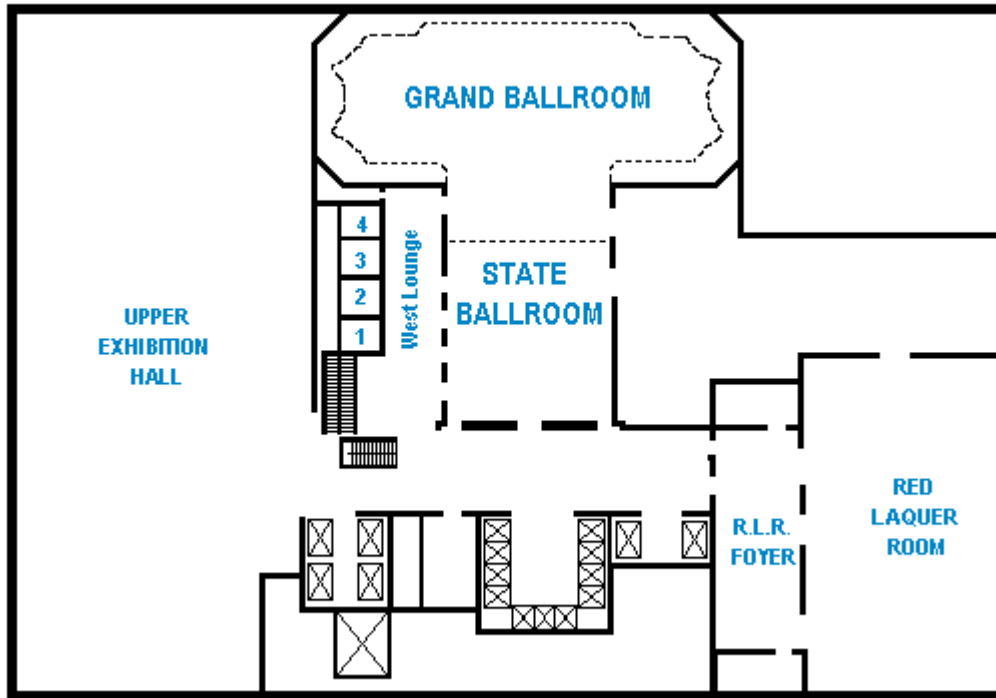 GRAND BALLROOM
4
3
2
1
West Lounge
STATE
BALLROOM
UPPER
EXHIBITION
HALL
R.L.R.
FOYER
RED
LAQUER
ROOM